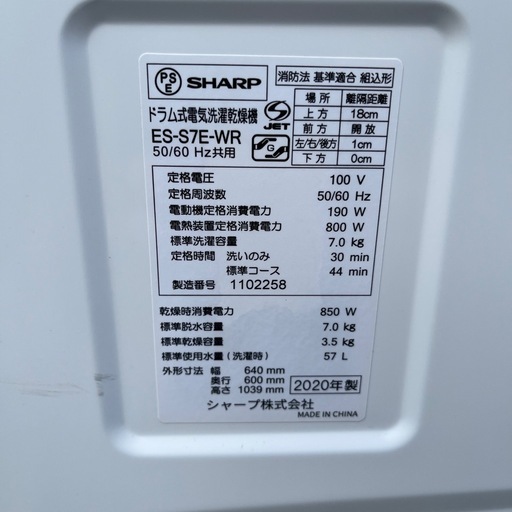 PSE SHARP
ドラム式電気洗濯乾燥機
ES-S7E-WR
50/60 Hz共用
S JET
G
消防法 基準適合 組込形
場所 離隔距離
上方 18cm
前方 開放
左/右/後方 1cm
下方 0cm
定格電圧 100 V
定格周波数 50/60 Hz
電動機定格消費電力 190 W
電熱装置定格消費電力 800 W
標準洗濯容量 7.0 kg
定格時間 洗いのみ 30 min
標準コース 44 min
製造番号 1102258
乾燥時消費電力 850 W
標準脱水容量 7.0 kg
標準乾燥容量 3.5 kg
標準使用水量(洗濯時) 57 L
外形寸法 幅 640 mm
奥行 600 mm
高さ 1039 mm
2020年製
シャープ株式会社
MADE IN CHINA